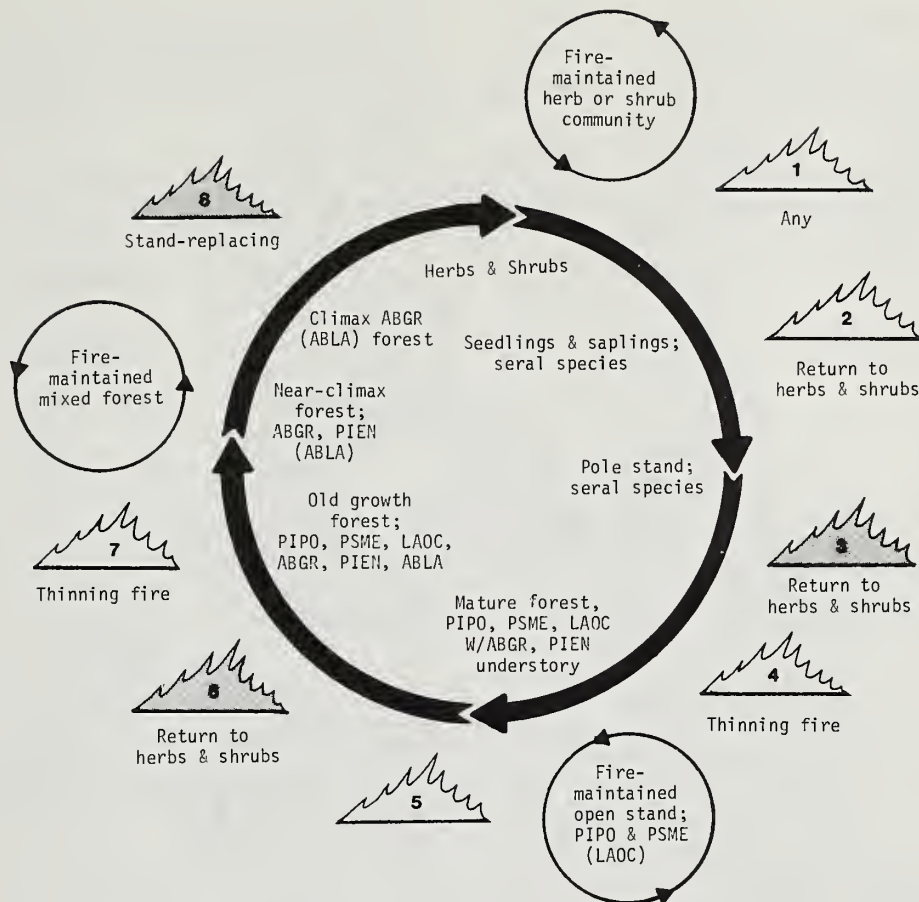 Fire-
maintained
herb or shrub
community
1
Any
8
Stand-replacing
Herbs & Shrubs
2
Return to
herbs & shrubs
Climax ABGR
(ABLA) forest
Seedlings & saplings;
seral species
Fire-
maintained
mixed forest
Near-climax
forest;
ABGR, PIEN
(ABLA)
Pole stand;
seral species
Old growth
forest;
PIPO, PSME, LAOC,
ABGR, PIEN, ABLA
3
Return to
herbs & shrubs
7
Thinning fire
Mature forest,
PIPO, PSME, LAOC
W/ABGR, PIEN
understory
4
Thinning fire
6
Return to
herbs & shrubs
5
Fire-
maintained
open stand;
PIPO & PSME
(LAOC)